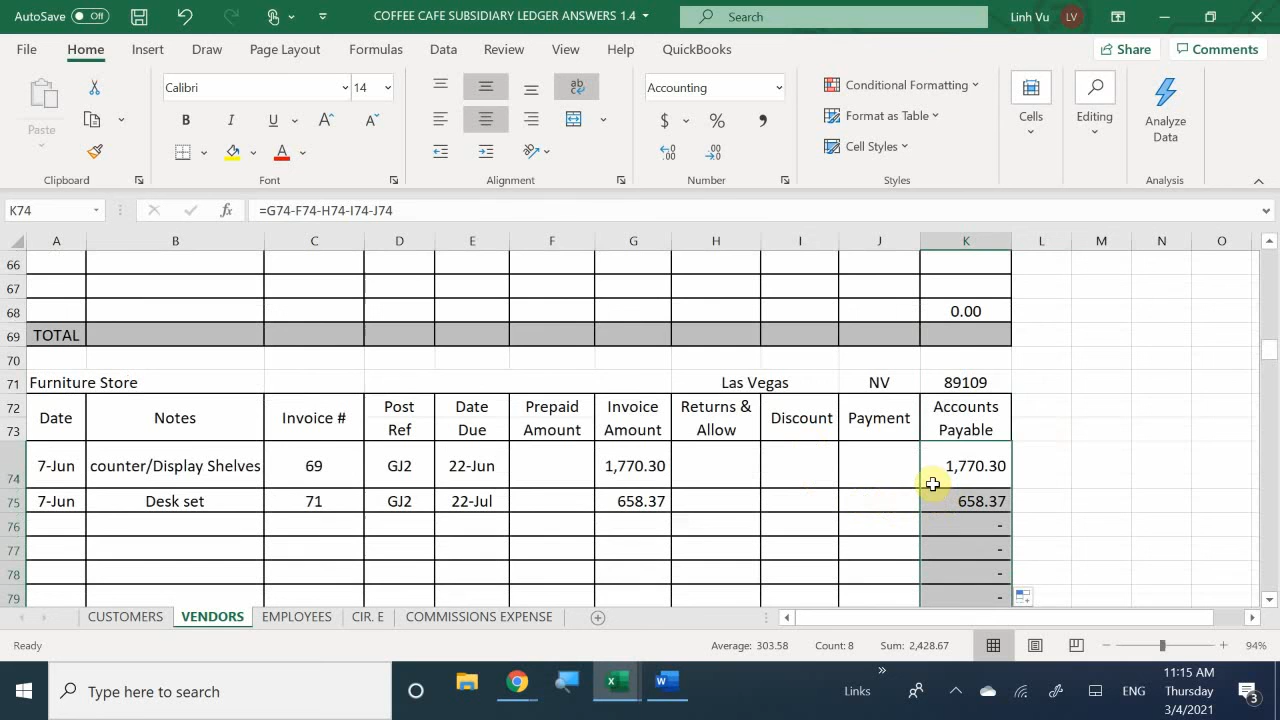 AutoSave Off COFFEE CAFE SUBSIDIARY LEDGER ANSWERS 1.4 Search Linh Vu LV
File Home Insert Draw Page Layout Formulas Data Review View Help QuickBooks Share Comments
Calibri 14 ab Accounting Conditional Formatting
Paste B I U A A $ % , Format as Table Cells Editing Analyze Data
A Cell Styles
Clipboard Font Alignment Number Styles Analysis
K74 fx =G74-F74-H74-I74-J74
A B C D E F G H I J K L M N O
66
67
68 0.00
69 TOTAL
70
71 Furniture Store Las Vegas NV 89109
72 Date Notes Invoice # Post Date Prepaid Invoice Returns & Discount Payment Accounts
73 Ref Due Amount Amount Allow Payable
74 7-Jun counter/Display Shelves 69 GJ2 22-Jun 1,770.30 1,770.30
75 7-Jun Desk set 71 GJ2 22-Jul 658.37 658.37
76 -
77 -
78 -
79 -
CUSTOMERS VENDORS EMPLOYEES CIR. E COMMISSIONS EXPENSE
Ready Average: 303.58 Count: 8 Sum: 2,428.67 94%
Type here to search Links ENG 11:15 AM
Thursday
3/4/2021 3